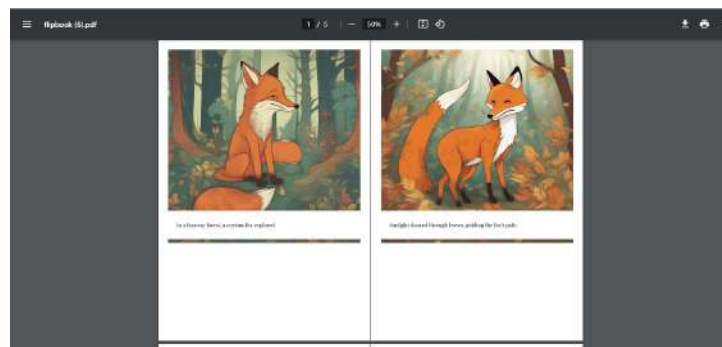 flipbook (6).pdf
1 / 5
50%
In a forest, a curious fox explored
Sunlight danced through leaves, guiding the fox's path.